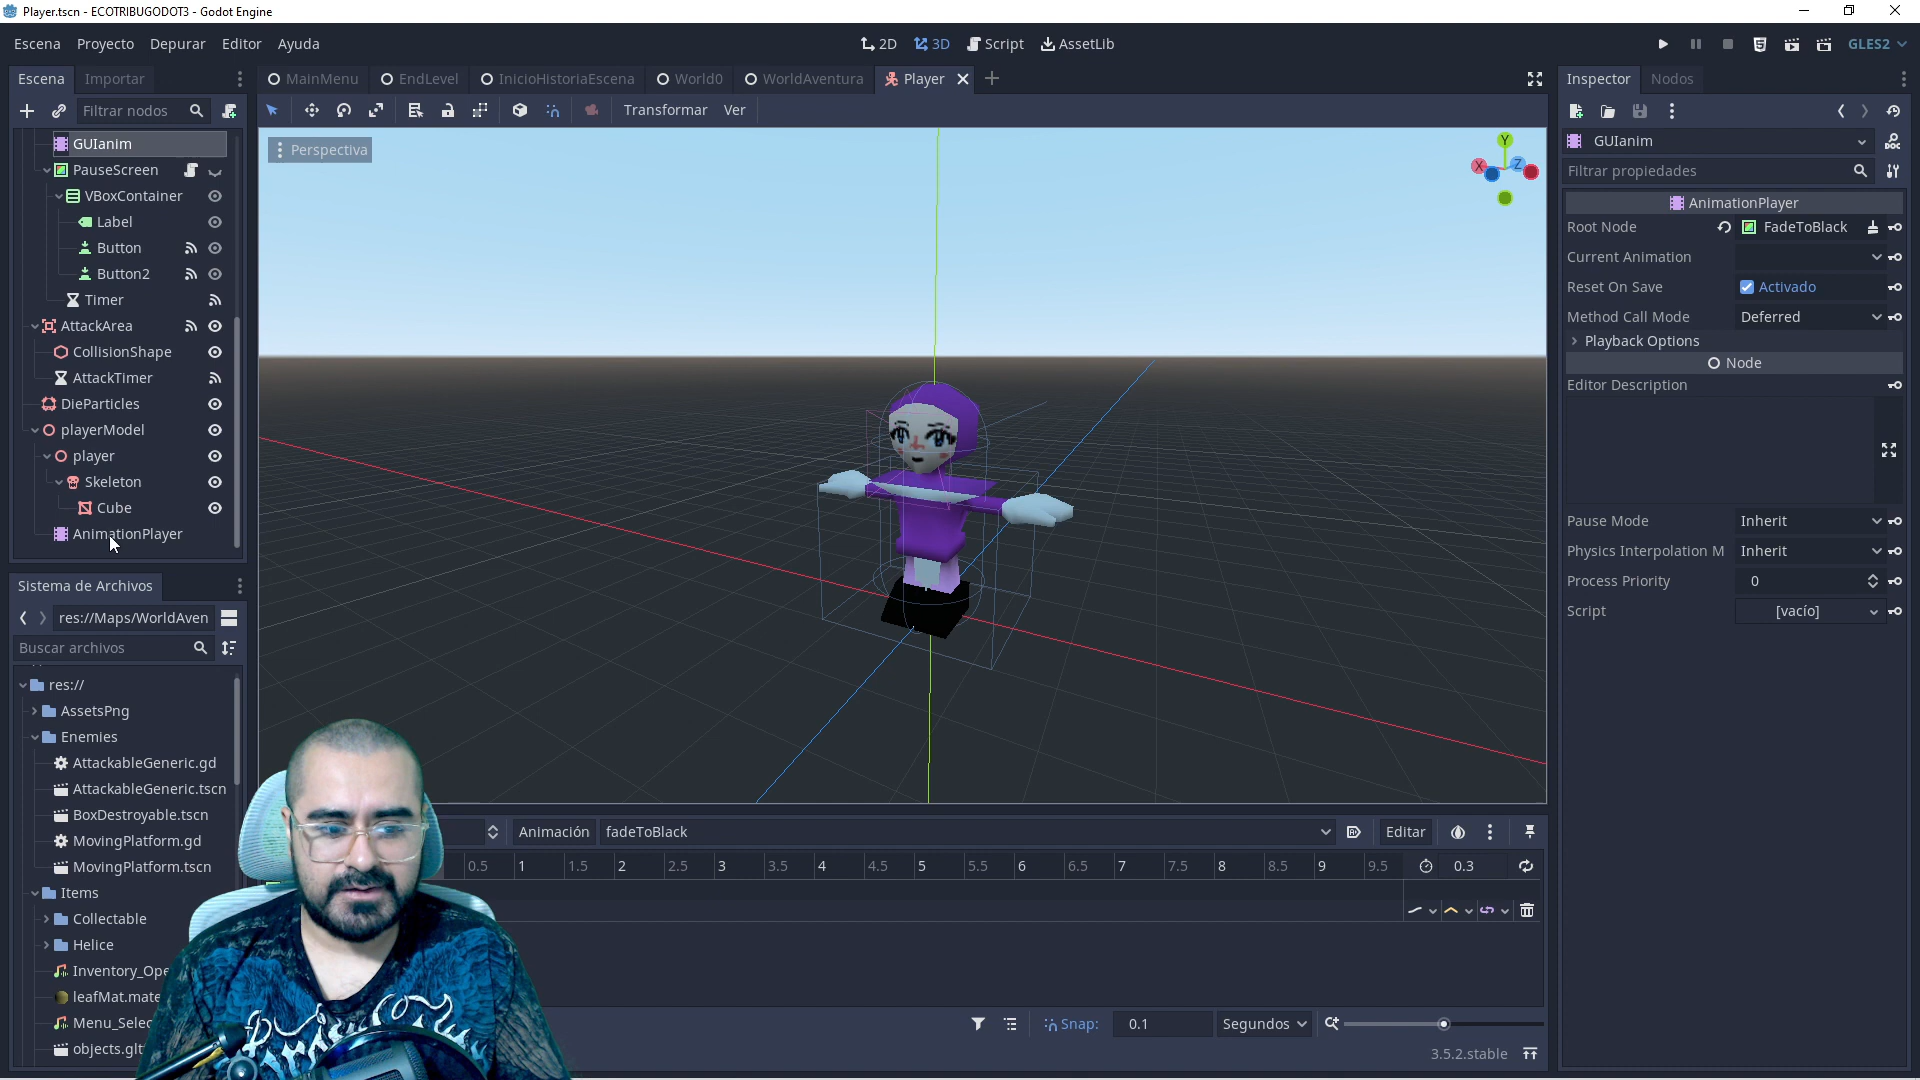 Player.tscn - ECOTRIBUGODOT3 - Godot Engine
Escena Proyecto Depurar Editor Ayuda
2D 3D Script AssetLib
GLES2
Escena Importar
MainMenu EndLevel InicioHistoriaEscena World0 WorldAventura Player
Inspector Nodos
Filtrar nodos
Transformar Ver
GUIanim
PauseScreen
VBoxContainer
Label
Button
Button2
Timer
AttackArea
CollisionShape
AttackTimer
DieParticles
playerModel
player
Skeleton
Cube
AnimationPlayer
Perspectiva
Y
X
Z
GUIanim
Filtrar propiedades
AnimationPlayer
Root Node FadeToBlack
Current Animation
Reset On Save Activado
Method Call Mode Deferred
Playback Options
Node
Editor Description
Pause Mode Inherit
Physics Interpolation M Inherit
Process Priority 0
Script [vacío]
Sistema de Archivos
res://Maps/WorldAven
Buscar archivos
res://
AssetsPng
Enemies
AttackableGeneric.gd
AttackableGeneric.tscn
BoxDestroyable.tscn
MovingPlatform.gd
MovingPlatform.tscn
Items
Collectable
Helice
Inventory_Ope
leafMat.mate
Menu_Selec
objects.glt
Animación fadeToBlack Editar
0.5 1 1.5 2 2.5 3 3.5 4 4.5 5 5.5 6 6.5 7 7.5 8 8.5 9 9.5 0.3
Snap: 0.1 Segundos
3.5.2.stable